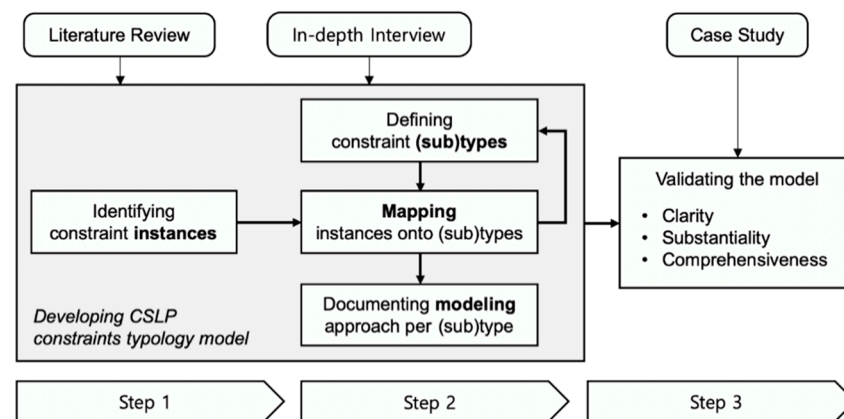 Literature Review
In-depth Interview
Case Study
Defining
constraint (sub)types
Identifying
constraint instances
Mapping
instances onto (sub)types
Documenting modeling
approach per (sub)type
Developing CSLP
constraints typology model
Validating the model
• Clarity
• Substantiality
• Comprehensiveness
Step 1
Step 2
Step 3